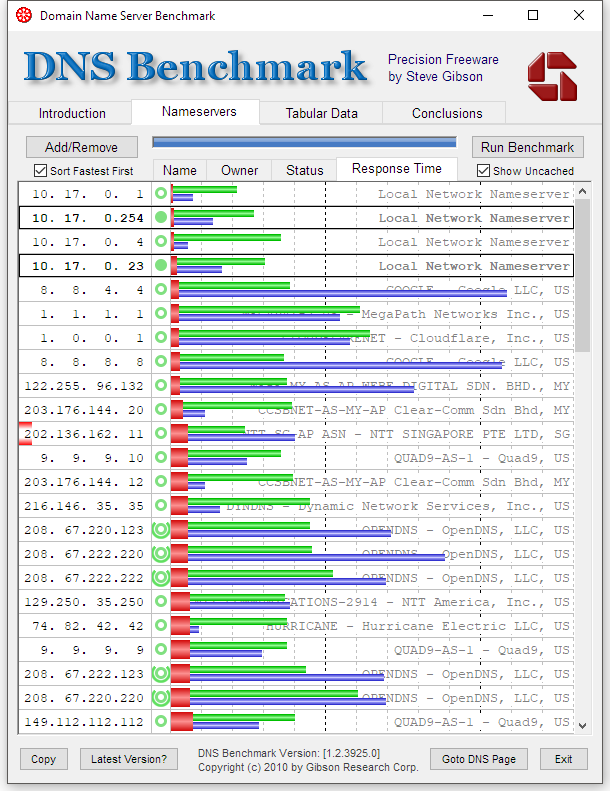 Domain Name Server Benchmark
DNS Benchmark
Precision Freeware
by Steve Gibson
Introduction Nameservers Tabular Data Conclusions
Add/Remove Run Benchmark
Sort Fastest First Name Owner Status Response Time Show Uncached
10. 17. 0. 1 Local Network Nameserver
10. 17. 0.254 Local Network Nameserver
10. 17. 0. 4 Local Network Nameserver
10. 17. 0. 23 Local Network Nameserver
8. 8. 4. 4 GOOGLE - Google LLC, US
1. 1. 1. 1 - MegaPath Networks Inc., US
1. 0. 0. 1 - Cloudflare, Inc., US
8. 8. 8. 8 GOOGLE - Google LLC, US
122.255. 96.132 WEBE DIGITAL SDN. BHD., MY
203.176.144. 20 CCSBNET-AS-MY-AP Clear-Comm Sdn Bhd, MY
202.136.162. 11 ASN - NTT SINGAPORE PTE LTD, SG
9. 9. 9. 10 QUAD9-AS-1 - Quad9, US
203.176.144. 12 CCSBNET-AS-MY-AP Clear-Comm Sdn Bhd, MY
216.146. 35. 35 DYNDNS - Dynamic Network Services, Inc., US
208. 67.220.123 OPENDNS - OpenDNS, LLC, US
208. 67.222.220 OPENDNS - OpenDNS, LLC, US
208. 67.222.222 OPENDNS - OpenDNS, LLC, US
129.250. 35.250 - NTT America, Inc., US
74. 82. 42. 42 HURRICANE - Hurricane Electric LLC, US
9. 9. 9. 9 QUAD9-AS-1 - Quad9, US
208. 67.222.123 OPENDNS - OpenDNS, LLC, US
208. 67.220.220 OPENDNS - OpenDNS, LLC, US
149.112.112.112 QUAD9-AS-1 - Quad9, US
Copy Latest Version? DNS Benchmark Version: [1.2.3925.0]
Copyright (c) 2010 by Gibson Research Corp. Goto DNS Page Exit